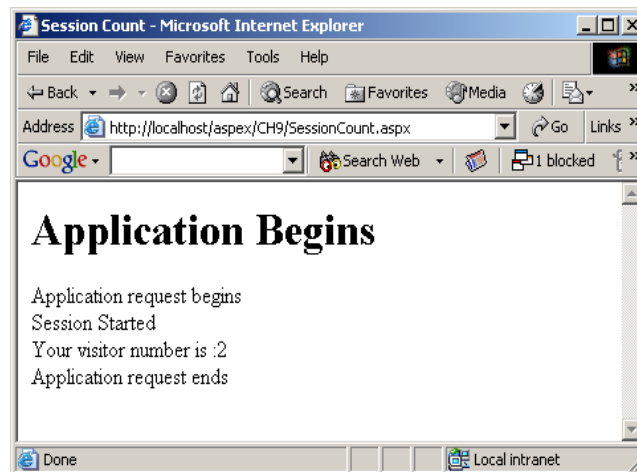 Session Count - Microsoft Internet Explorer
File Edit View Favorites Tools Help
Back Search Favorites Media »
Address http://localhost/aspex/CH9/SessionCount.aspx Go Links »
Google Search Web 1 blocked »
Application Begins
Application request begins
Session Started
Your visitor number is :2
Application request ends
Done Local intranet